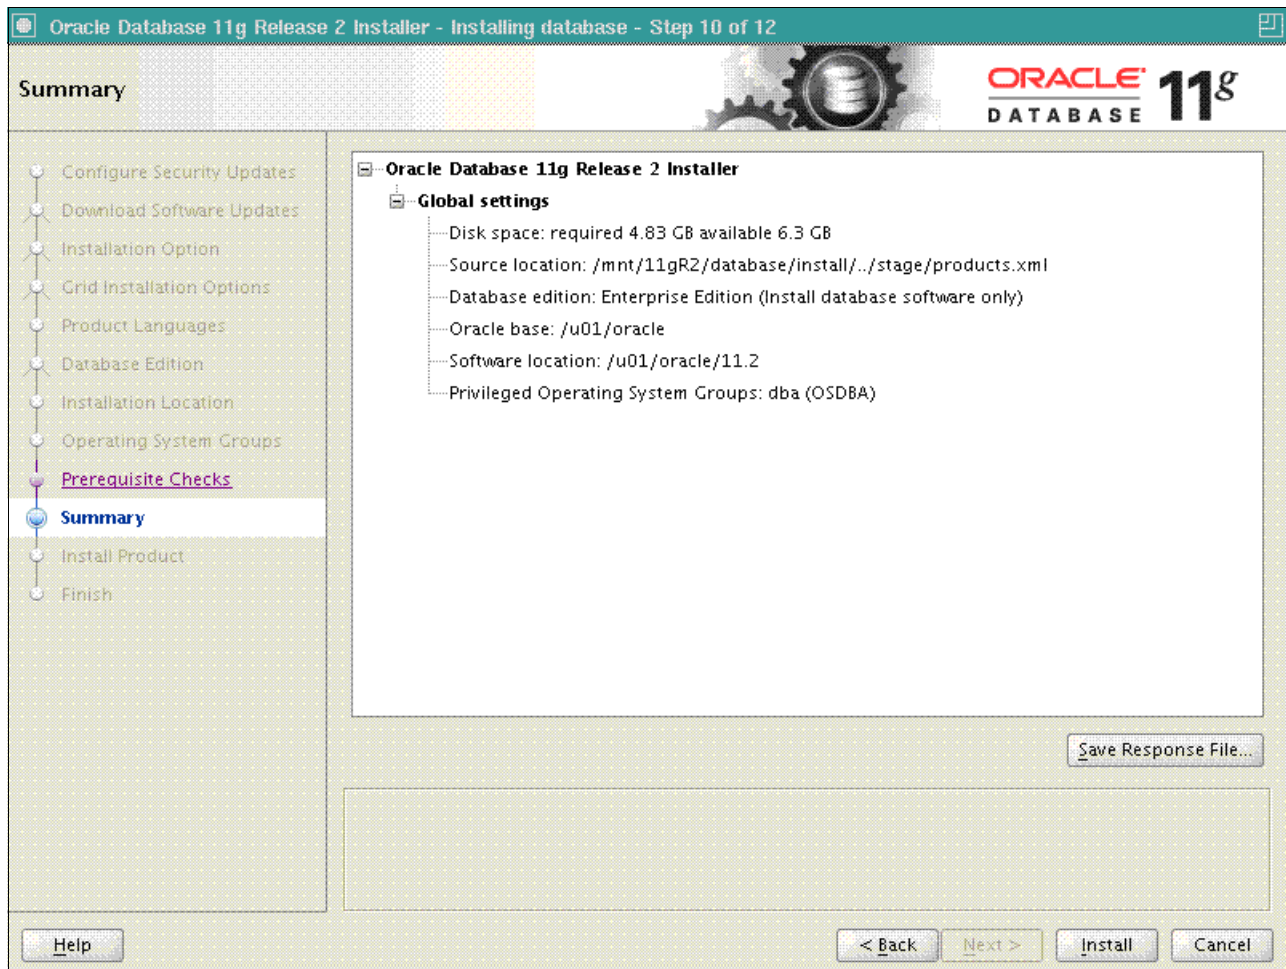 Oracle Database 11g Release 2 Installer - Installing database - Step 10 of 12
Summary
ORACLE 11g
DATABASE
Configure Security Updates
Download Software Updates
Installation Option
Grid Installation Options
Product Languages
Database Edition
Installation Location
Operating System Groups
Prerequisite Checks
Summary
Install Product
Finish
Oracle Database 11g Release 2 Installer
Global settings
Disk space: required 4.83 GB available 6.3 GB
Source location: /mnt/11gR2/database/install/../stage/products.xml
Database edition: Enterprise Edition (Install database software only)
Oracle base: /u01/oracle
Software location: /u01/oracle/11.2
Privileged Operating System Groups: dba (OSDBA)
Save Response File...
Help
< Back
Next >
Install
Cancel